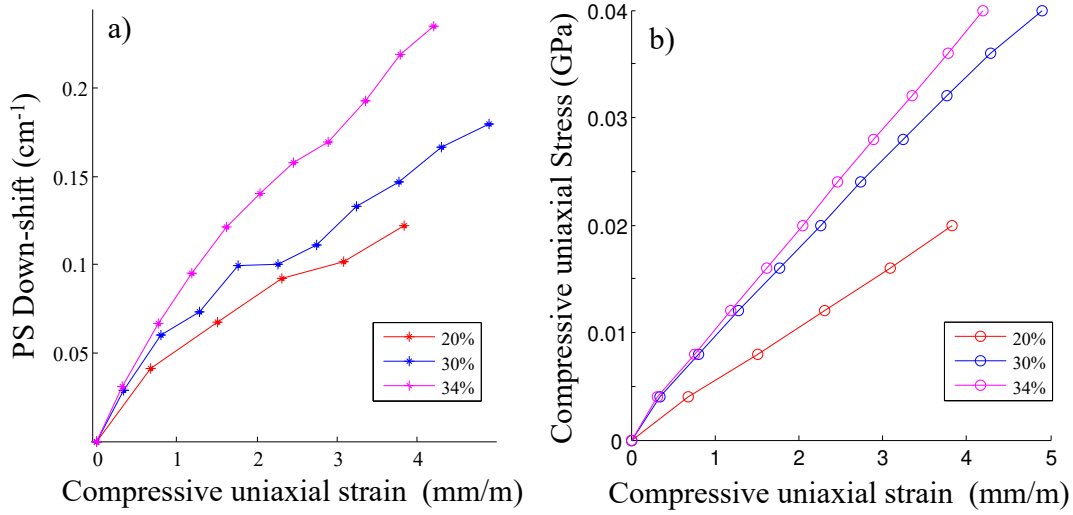 a)
PS Down-shift (cm-1)
0.2
0.15
0.1
0.05
0 1 2 3 4
Compressive uniaxial strain (mm/m)
20%
30%
34%
b)
Compressive uniaxial Stress (GPa)
0.04
0.03
0.02
0.01
0
0 1 2 3 4 5
Compressive uniaxial strain (mm/m)
20%
30%
34%